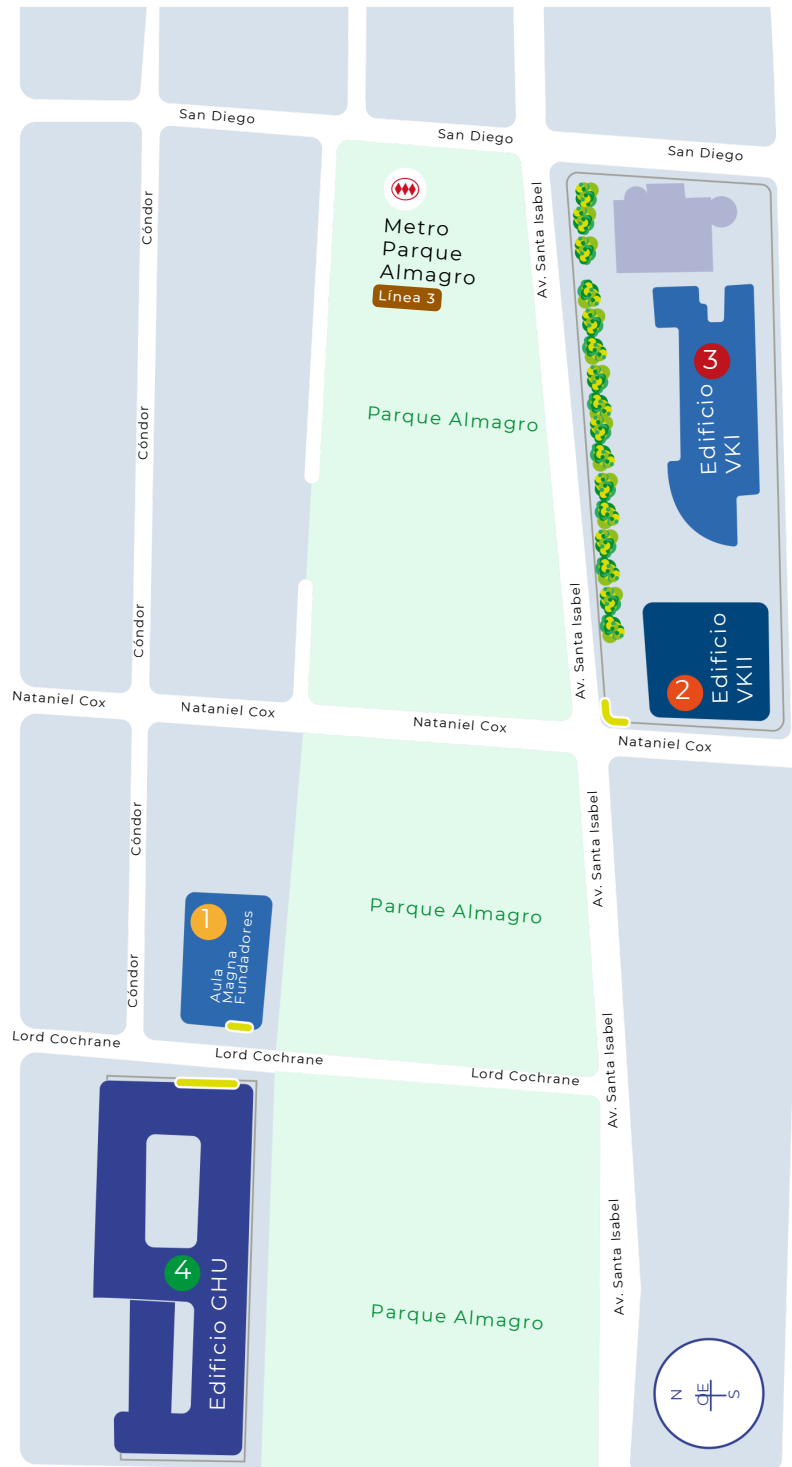 San Diego
San Diego
San Diego
Cóndor
Av. Santa Isabel
Metro
Parque
Almagro
Línea 3
3
Edificio
VKI
Parque Almagro
Cóndor
Cóndor
Av. Santa Isabel
2
Edificio
VKII
Nataniel Cox
Nataniel Cox
Nataniel Cox
Nataniel Cox
Cóndor
Av. Santa Isabel
1
Aula
Magna
Fundadores
Parque Almagro
Cóndor
Lord Cochrane
Lord Cochrane
Lord Cochrane
Av. Santa Isabel
4
Edificio GHU
Av. Santa Isabel
Parque Almagro
N
O
E
S